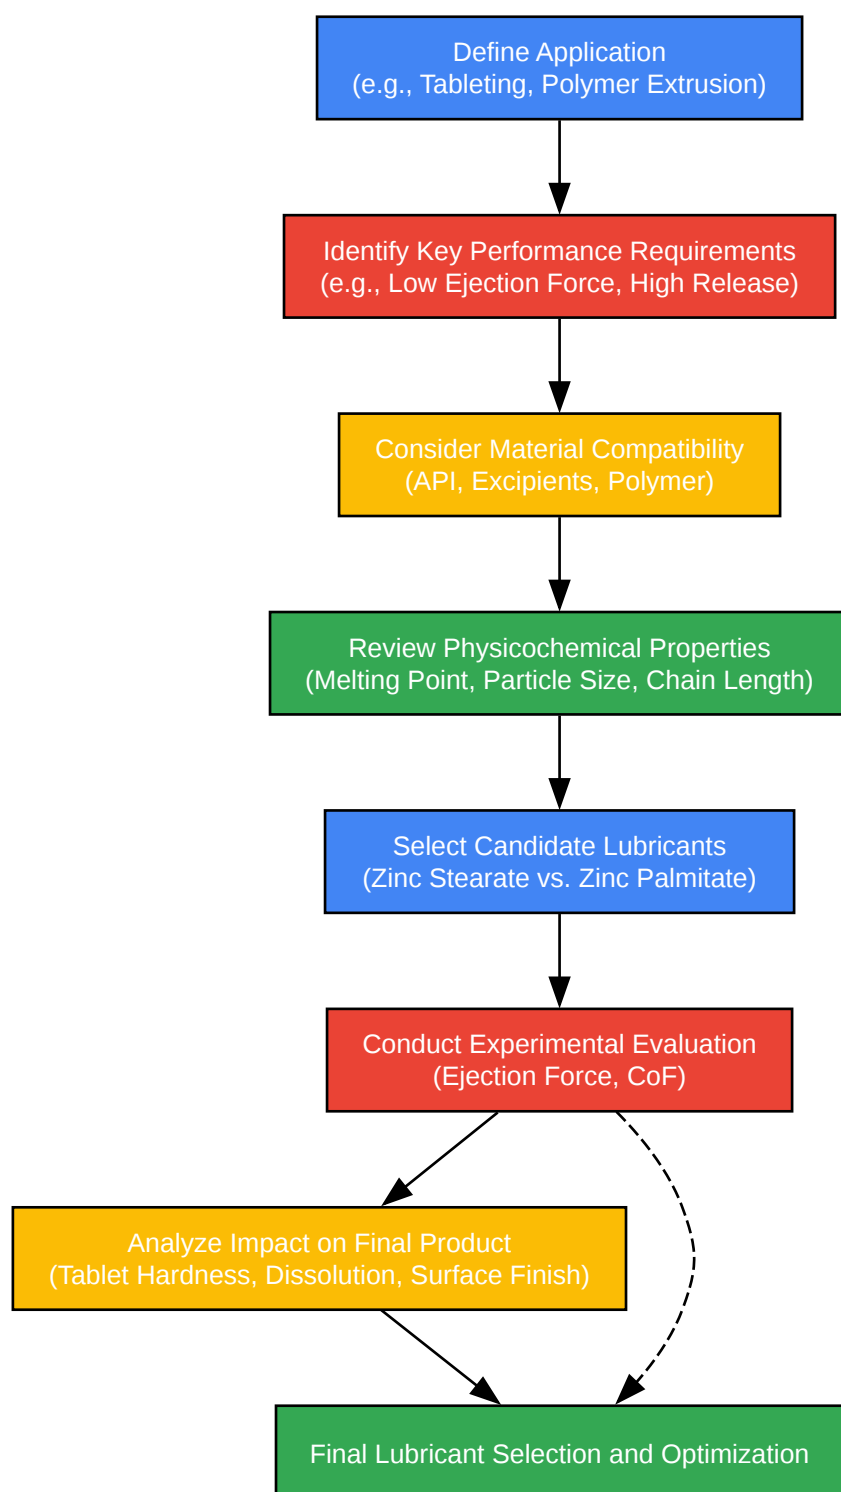 Define Application
(e.g., Tableting, Polymer Extrusion)
Identify Key Performance Requirements
(e.g., Low Ejection Force, High Release)
Consider Material Compatibility
(API, Excipients, Polymer)
Review Physicochemical Properties
(Melting Point, Particle Size, Chain Length)
Select Candidate Lubricants
(Zinc Stearate vs. Zinc Palmitate)
Conduct Experimental Evaluation
(Ejection Force, CoF)
Analyze Impact on Final Product
(Tablet Hardness, Dissolution, Surface Finish)
Final Lubricant Selection and Optimization